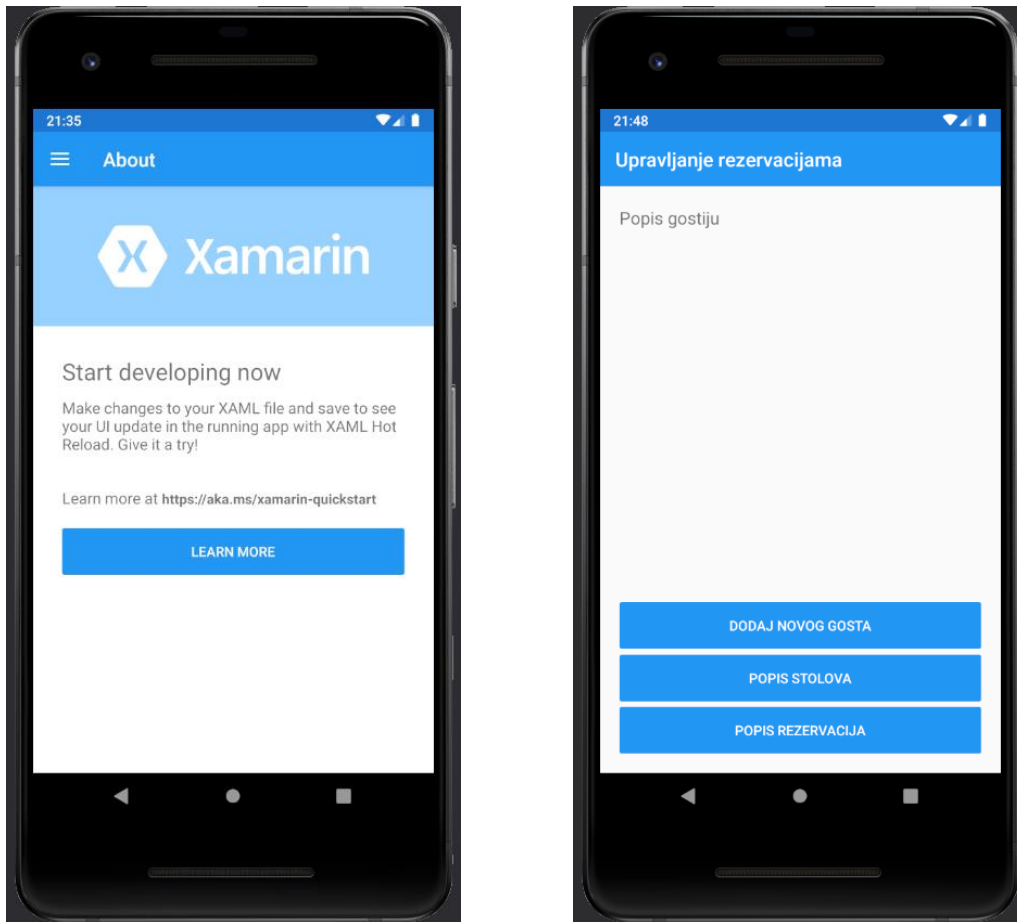 21:35
About
Xamarin
Start developing now
Make changes to your XAML file and save to see
your UI update in the running app with XAML Hot
Reload. Give it a try!
Learn more at https://aka.ms/xamarin-quickstart
LEARN MORE
21:48
Upravljanje rezervacijama
Popis gostiju
DODAJ NOVOG GOSTA
POPIS STOLOVA
POPIS REZERVACIJA